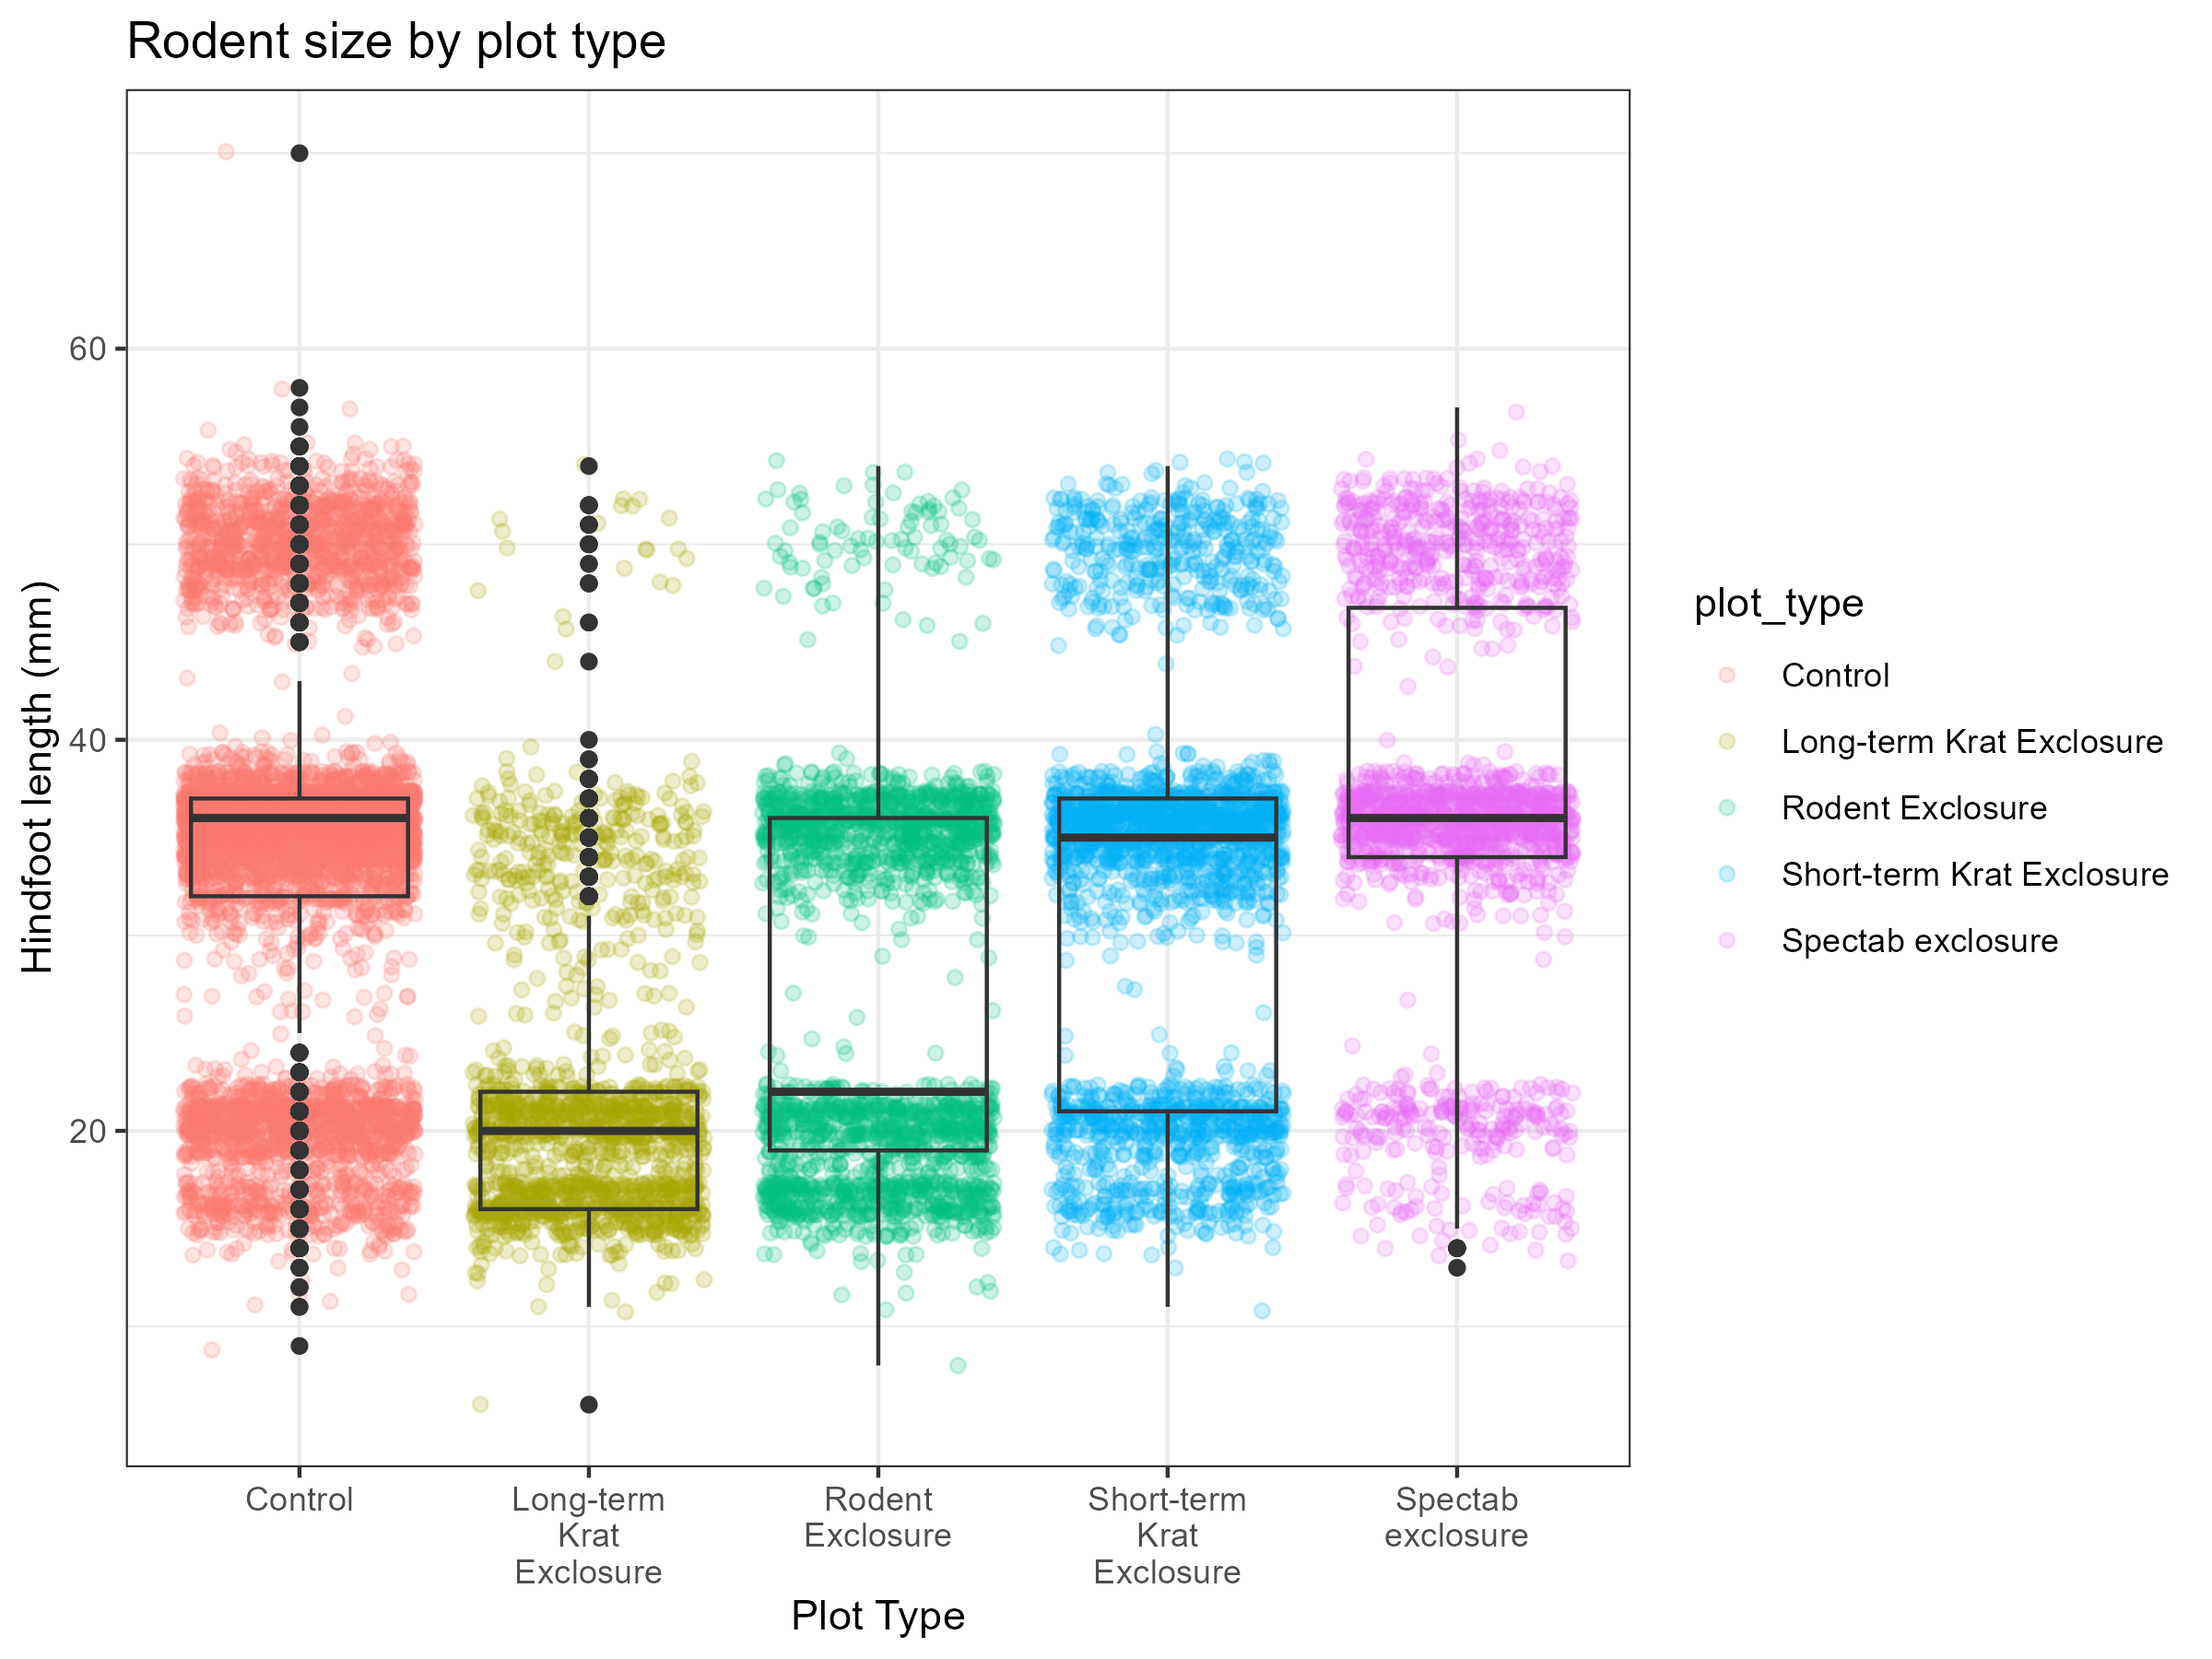 Rodent size by plot type
Hindfoot length (mm)
60
40
20
Control
Long-term
Krat
Exclosure
Rodent
Exclosure
Short-term
Krat
Exclosure
Spectab
exclosure
Plot Type
plot_type
Control
Long-term Krat Exclosure
Rodent Exclosure
Short-term Krat Exclosure
Spectab exclosure